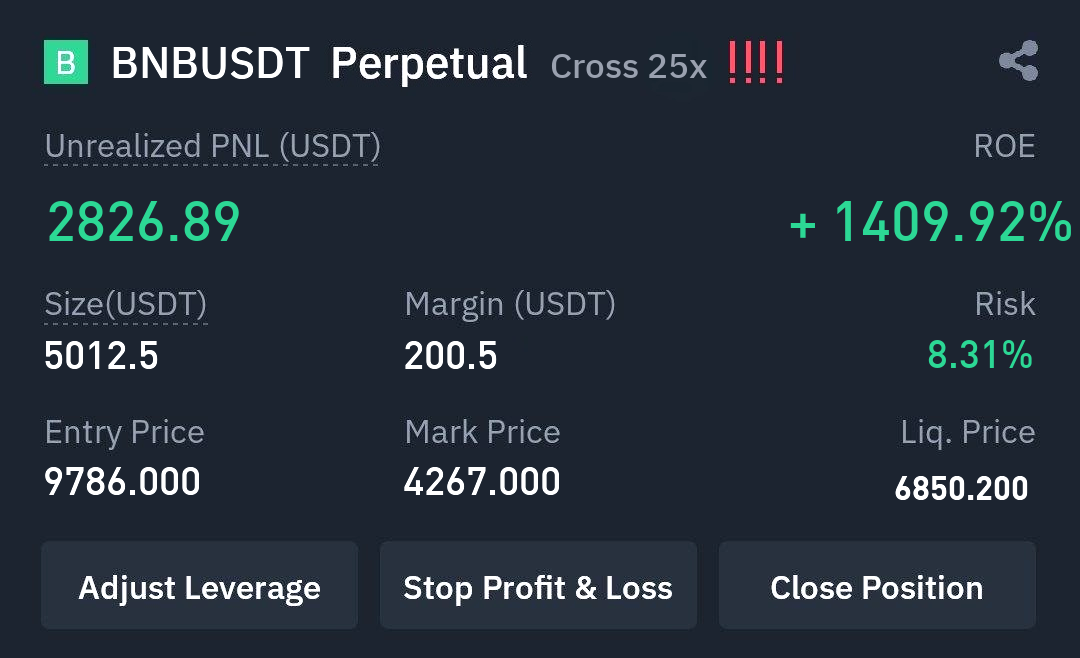 B BNBUSDT Perpetual Cross 25x !!!!
Unrealized PNL (USDT) ROE
2826.89 + 1409.92%
Size(USDT) Margin (USDT) Risk
5012.5 200.5 8.31%
Entry Price Mark Price Liq. Price
9786.000 4267.000 6850.200
Adjust Leverage Stop Profit & Loss Close Position